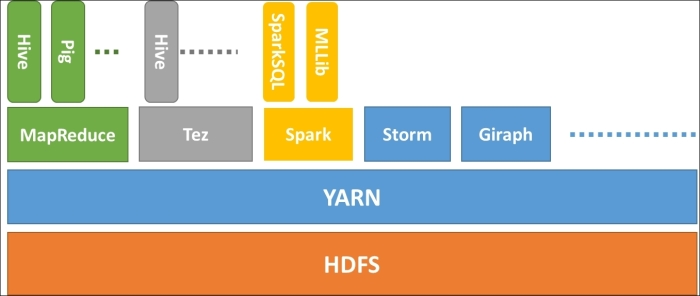 Hive
Pig
Hive
SparkSQL
MLLib
MapReduce
Tez
Spark
Storm
Giraph
YARN
HDFS